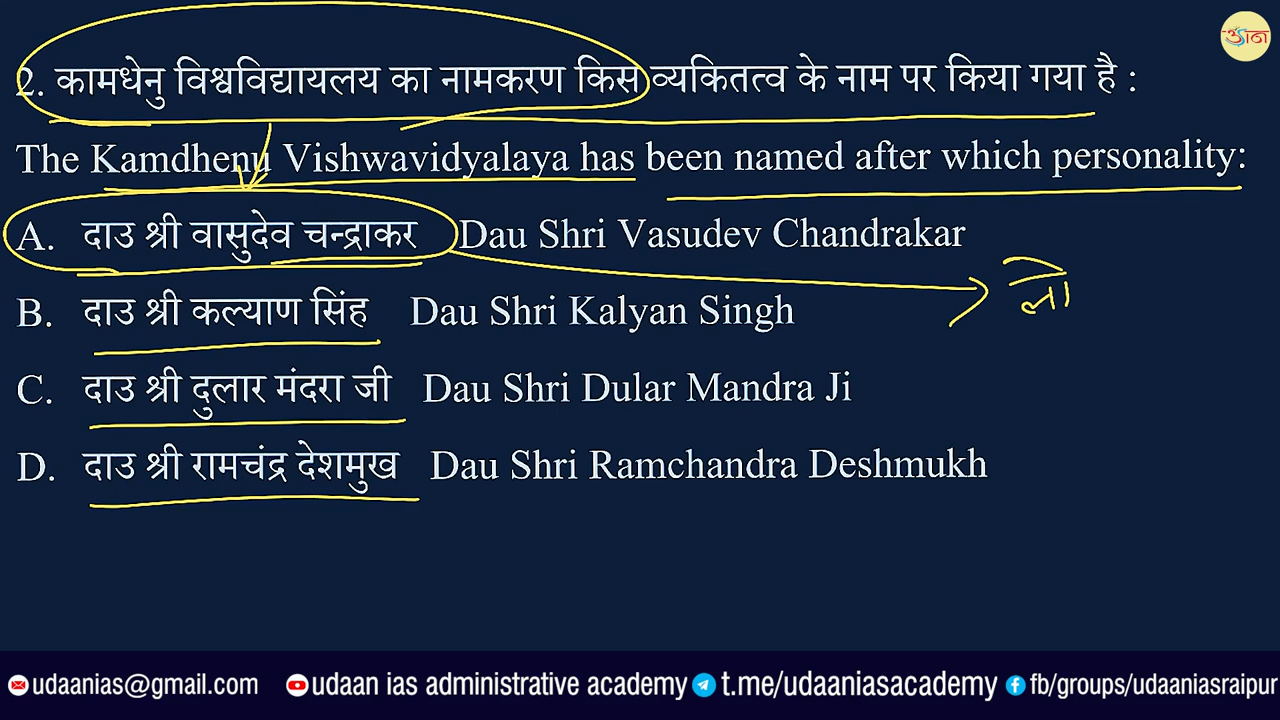 उड़ान
2. कामधेनु विश्वविद्यायलय का नामकरण किस व्यकितत्व के नाम पर किया गया है :
The Kamdhenu Vishwavidyalaya has been named after which personality:
A. दाउ श्री वासुदेव चन्द्राकर Dau Shri Vasudev Chandrakar
B. दाउ श्री कल्याण सिंह Dau Shri Kalyan Singh
C. दाउ श्री दुलार मंदरा जी Dau Shri Dular Mandra Ji
D. दाउ श्री रामचंद्र देशमुख Dau Shri Ramchandra Deshmukh
udaanias@gmail.com udaan ias administrative academy t.me/udaaniasacademy fb/groups/udaaniasraipur